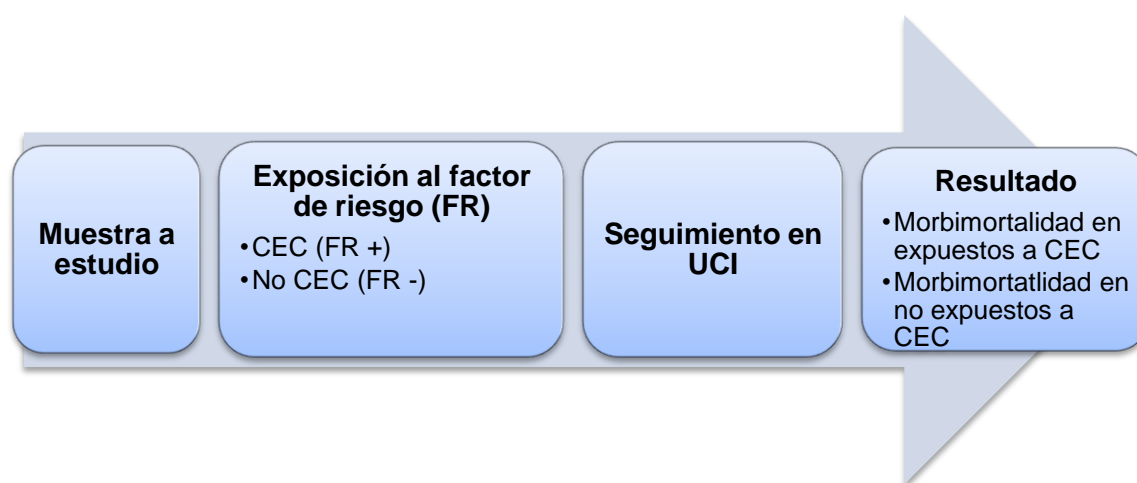 Muestra a
estudio
Exposición al factor
de riesgo (FR)
•CEC (FR +)
•No CEC (FR -)
Seguimiento en
UCI
Resultado
•Morbimortalidad en
expuestos a CEC
•Morbimortatlidad en
no expuestos a
CEC